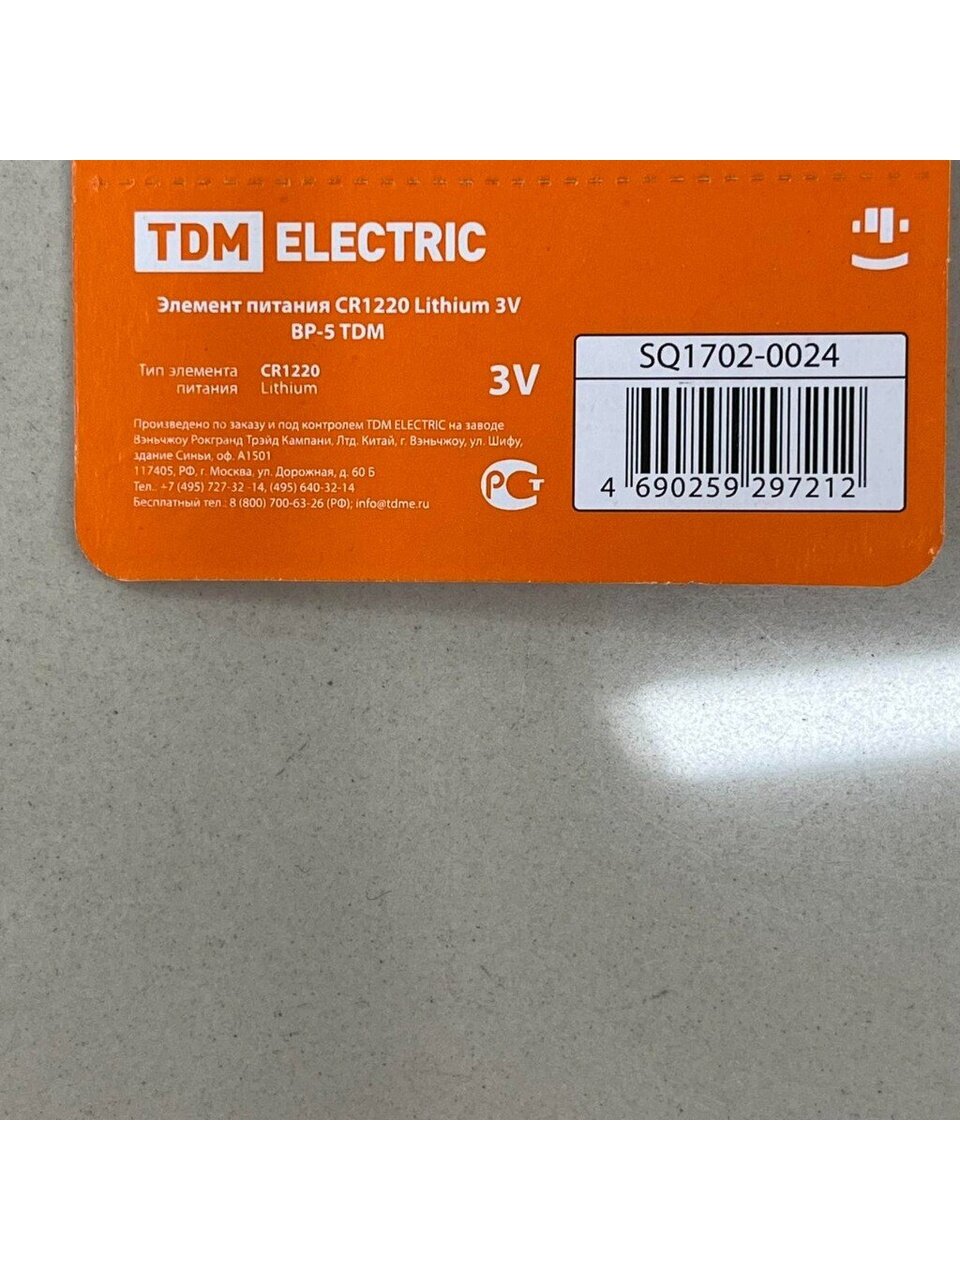 TDM ELECTRIC
Элемент питания CR1220 Lithium 3V
BP-5 TDM
Тип элемента питания CR1220 Lithium
3V
Произведено по заказу и под контролем TDM ELECTRIC на заводе
Вэньчжоу Рокгранд Трэйд Кампани, Лтд. Китай, г. Вэньчжоу, ул. Шифу,
здание Синьи, оф. А1501
117405, РФ, г. Москва, ул. Дорожная, д. 60 Б
Тел.: +7 (495) 727-32-14, (495) 640-32-14
Бесплатный тел.: 8 (800) 700-63-26 (РФ); info@tdme.ru
РСТ
SQ1702-0024
4 690259 297212